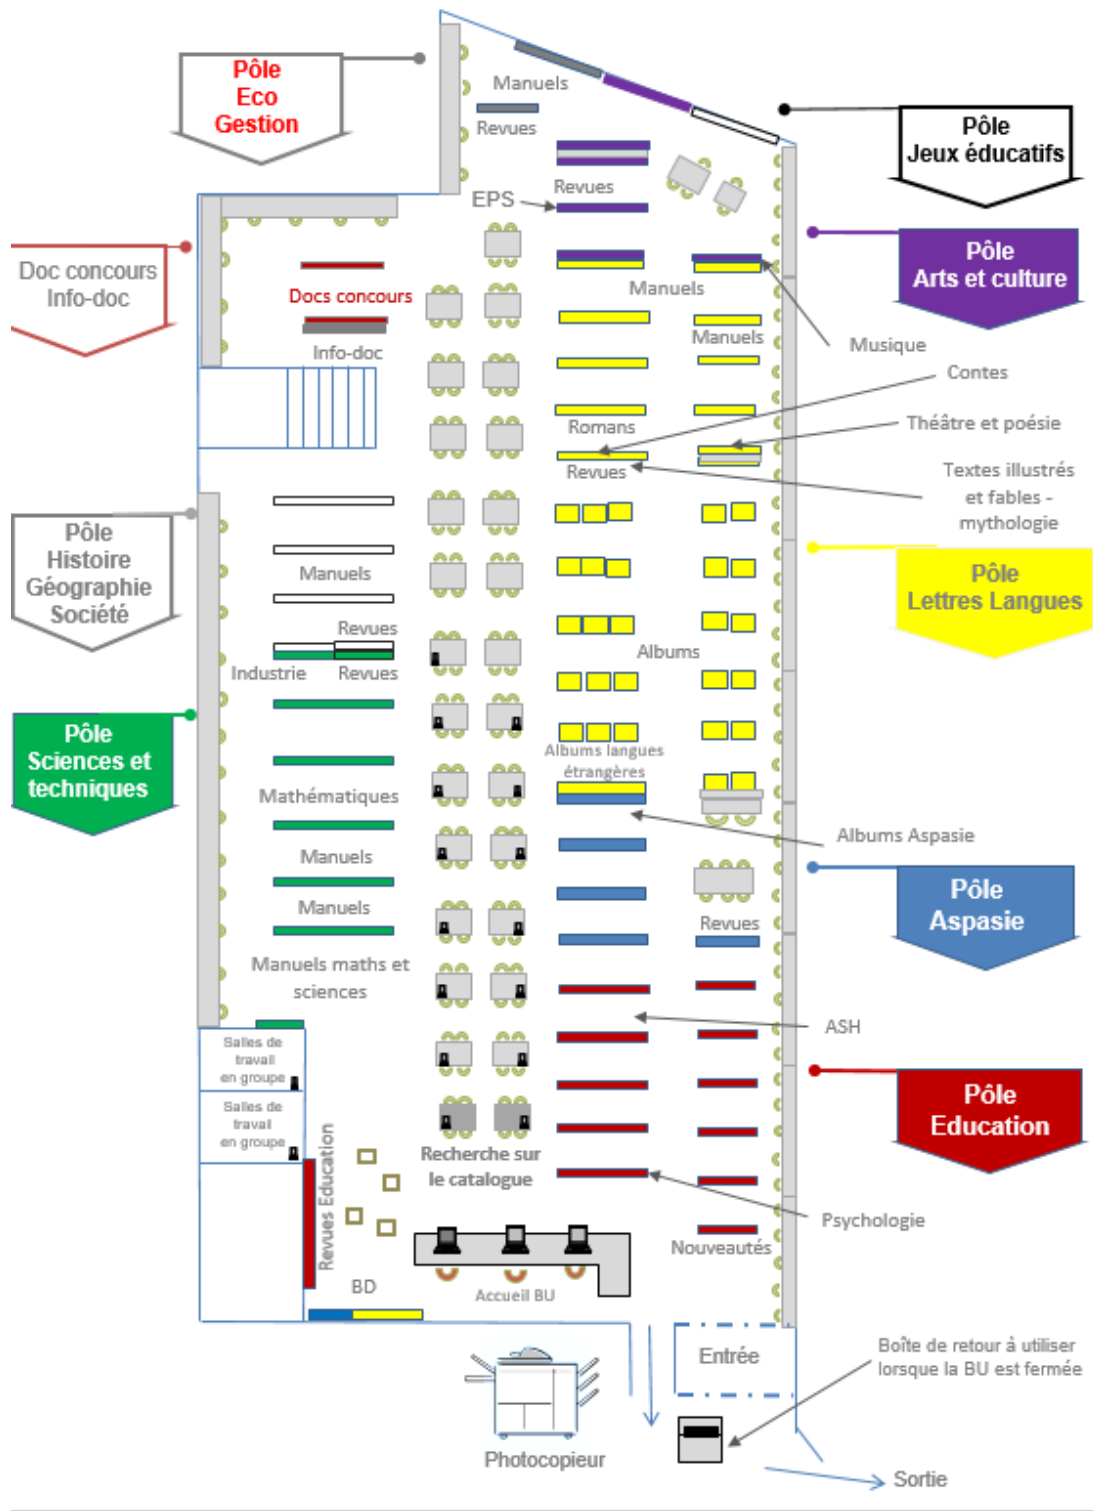 Pôle
Eco
Gestion
Manuels
Revues
Pôle
Jeux éducatifs
Revues
EPS
Pôle
Arts et culture
Doc concours
Info-doc
Docs concours
Info-doc
Manuels
Manuels
Musique
Contes
Romans
Revues
Théâtre et poésie
Textes illustrés
et fables -
mythologie
Pôle
Histoire
Géographie
Société
Manuels
Revues
Industrie
Revues
Pôle
Lettres Langues
Albums
Pôle
Sciences et
techniques
Albums langues
étrangères
Mathématiques
Albums Aspasie
Manuels
Manuels
Pôle
Aspasie
Revues
Manuels maths et
sciences
ASH
Salles de
travail
en groupe
Salles de
travail
en groupe
Pôle
Education
Revues Education
Recherche sur
le catalogue
Psychologie
Nouveautés
BD
Accueil BU
Entrée
Boîte de retour à utiliser
lorsque la BU est fermée
Photocopieur
Sortie